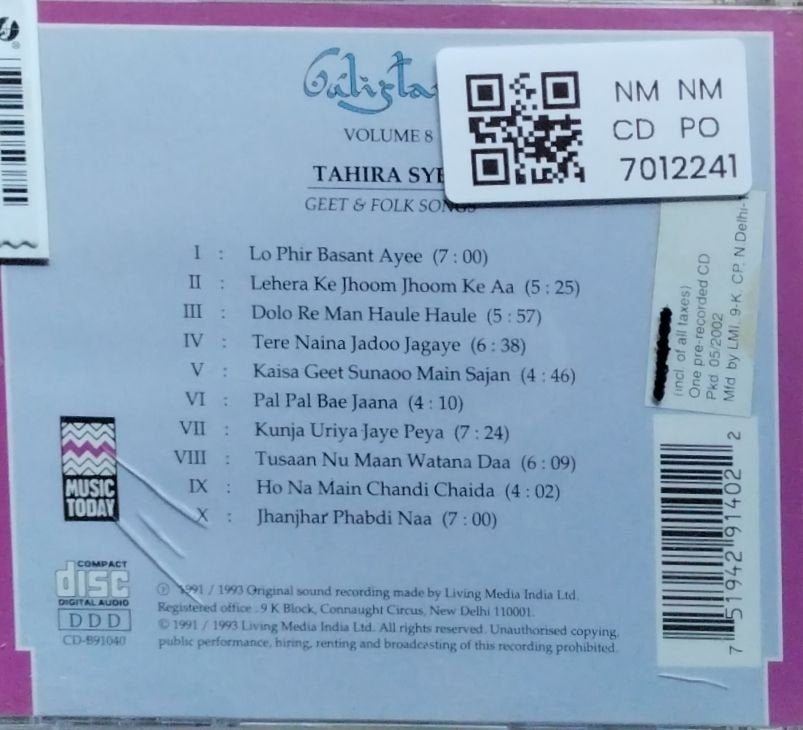 VOLUME 8
NM NM
CD PO
7012241
TAHIRA
GEET & FOLK SONGS
I : Lo Phir Basant Ayee (7 : 00)
II : Lehera Ke Jhoom Jhoom Ke Aa (5 : 25)
III : Dolo Re Man Haule Haule (5 : 57)
IV : Tere Naina Jadoo Jagaye (6 : 38)
V : Kaisa Geet Sunaoo Main Sajan (4 : 46)
VI : Pal Pal Bae Jaana (4 : 10)
VII : Kunja Uriya Jaye Peya (7 : 24)
VIII : Tusaan Nu Maan Watana Daa (6 : 09)
IX : Ho Na Main Chandi Chaida (4 : 02)
X : Jhanjhar Phabdi Naa (7 : 00)
(incl. of all taxes)
One pre-recorded CD
Pkd 05/2002
Mfd by LMI, 9-K, CP, N Delhi-
MUSIC
TODAY
7 51942 91402 2
COMPACT
disc
DIGITAL AUDIO
DDD
CD-B91040
℗ 1991 / 1993 Original sound recording made by Living Media India Ltd.
Registered office : 9 K Block, Connaught Circus, New Delhi 110001.
© 1991 / 1993 Living Media India Ltd. All rights reserved. Unauthorised copying,
public performance, hiring, renting and broadcasting of this recording prohibited.